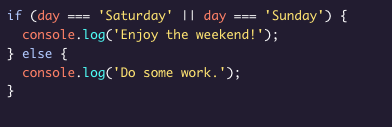 if (day === 'Saturday' || day === 'Sunday') {
  console.log('Enjoy the weekend!');
} else {
  console.log('Do some work.');
}